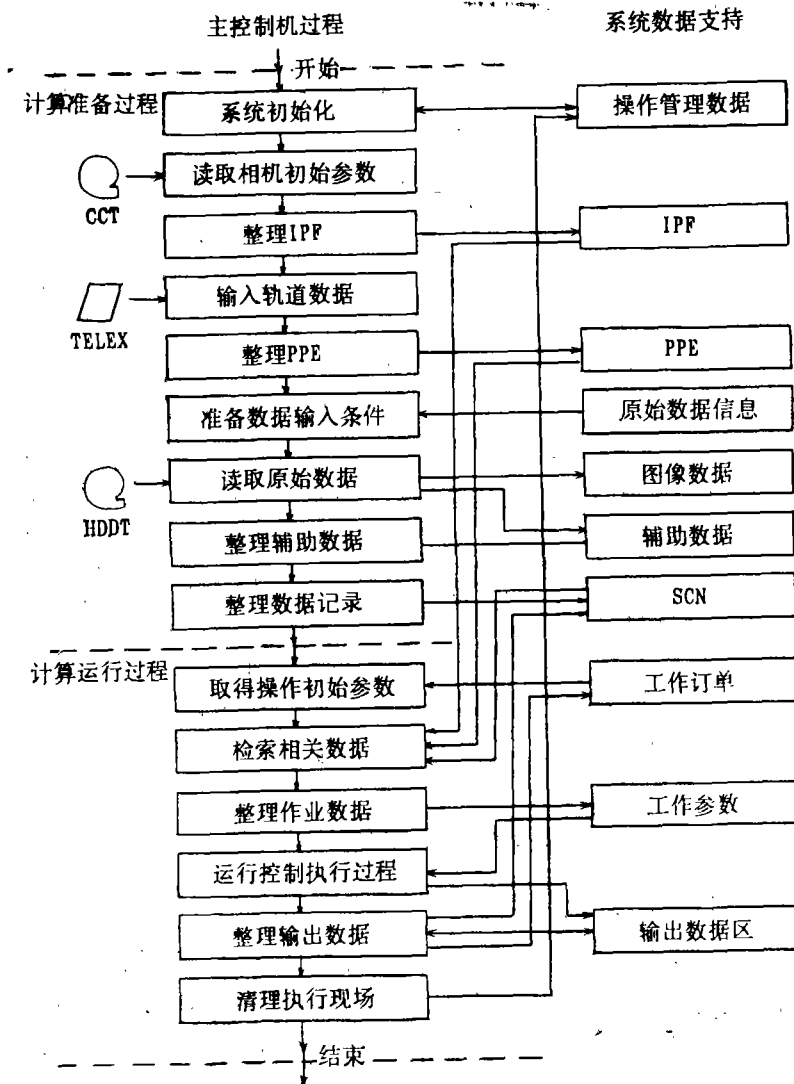 主控制机过程
系统数据支持
开始
计算准备过程
系统初始化
操作管理数据
读取相机初始参数
CCT
整理IPF
IPF
输入轨道数据
TELEX
整理PPE
PPE
准备数据输入条件
原始数据信息
读取原始数据
图像数据
HDDT
整理辅助数据
辅助数据
整理数据记录
SCN
计算运行过程
取得操作初始参数
工作订单
检索相关数据
整理作业数据
工作参数
运行控制执行过程
整理输出数据
输出数据区
清理执行现场
结束